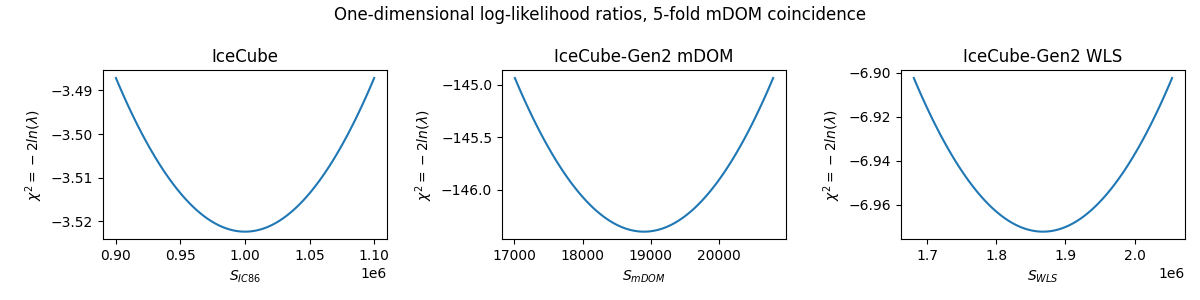 One-dimensional log-likelihood ratios, 5-fold mDOM coincidence
IceCube
χ² = −2ln(λ)
−3.49
−3.50
−3.51
−3.52
0.90 0.95 1.00 1.05 1.10
1e6
S_IC86
IceCube-Gen2 mDOM
χ² = −2ln(λ)
−145.0
−145.5
−146.0
17000 18000 19000 20000
S_mDOM
IceCube-Gen2 WLS
χ² = −2ln(λ)
−6.90
−6.92
−6.94
−6.96
1.7 1.8 1.9 2.0
1e6
S_WLS